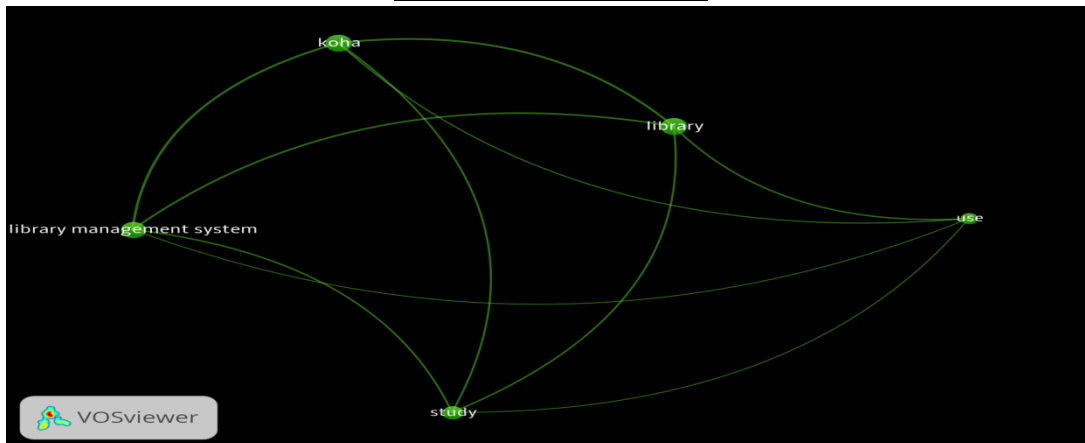 koha
library
use
library management system
study
VOSviewer